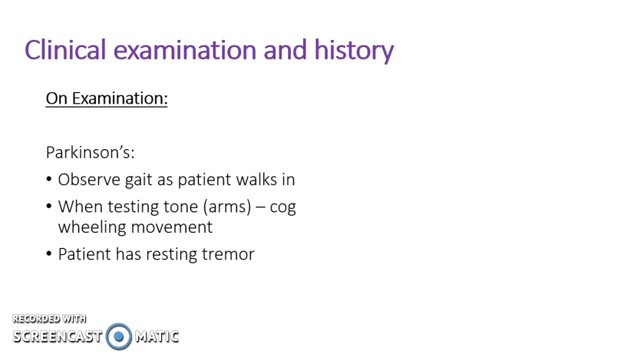 Clinical examination and history
On Examination:
Parkinson's:
• Observe gait as patient walks in
• When testing tone (arms) – cog
wheeling movement
• Patient has resting tremor
RECORDED WITH
SCREENCAST MATIC